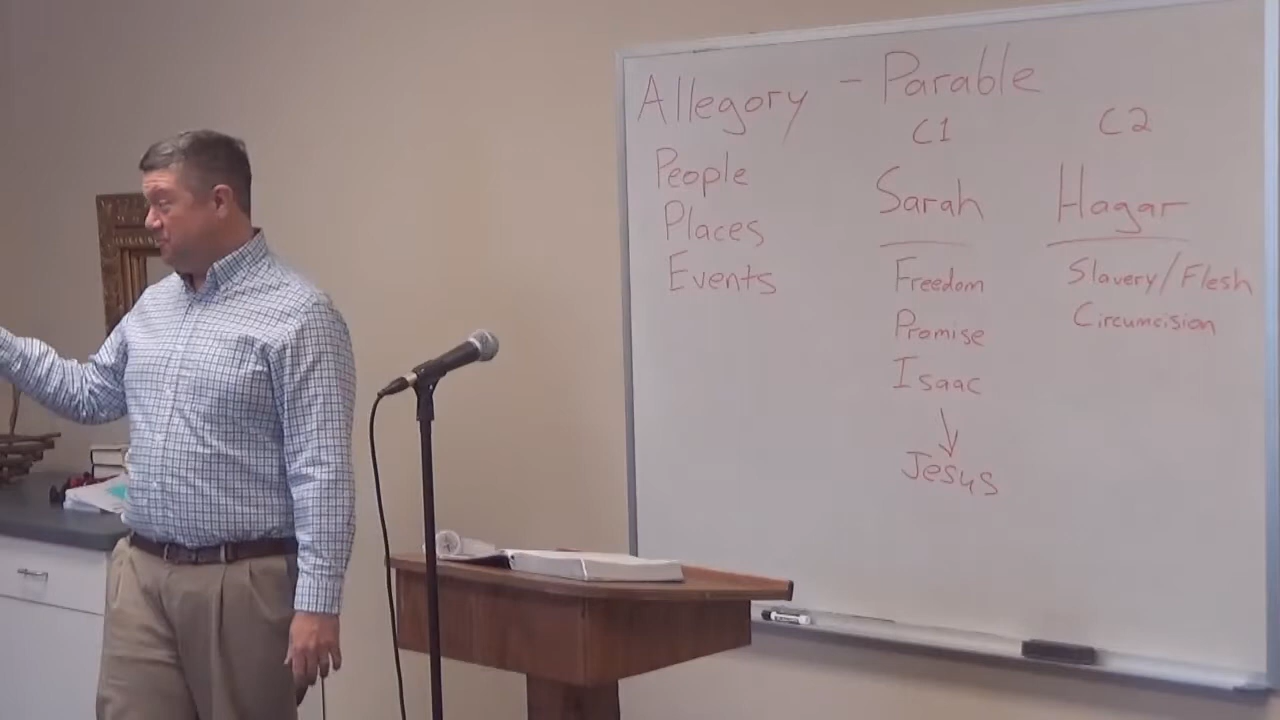 Allegory - Parable
C1 C2
People
Places
Events
Sarah
Freedom
Promise
Isaac
Jesus
Hagar
Slavery/Flesh
Circumcision